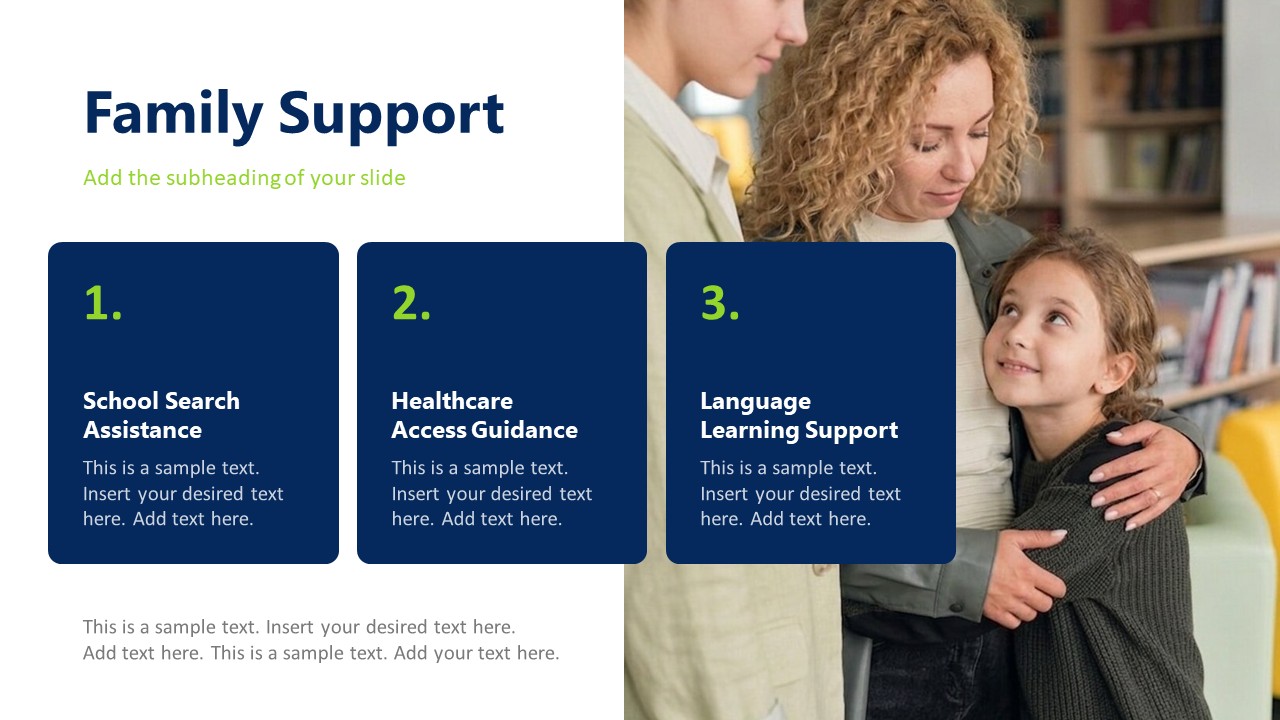 Family Support
Add the subheading of your slide
1.
School Search
Assistance
This is a sample text.
Insert your desired text
here. Add text here.
2.
Healthcare
Access Guidance
This is a sample text.
Insert your desired text
here. Add text here.
3.
Language
Learning Support
This is a sample text.
Insert your desired text
here. Add text here.
This is a sample text. Insert your desired text here.
Add text here. This is a sample text. Add your text here.